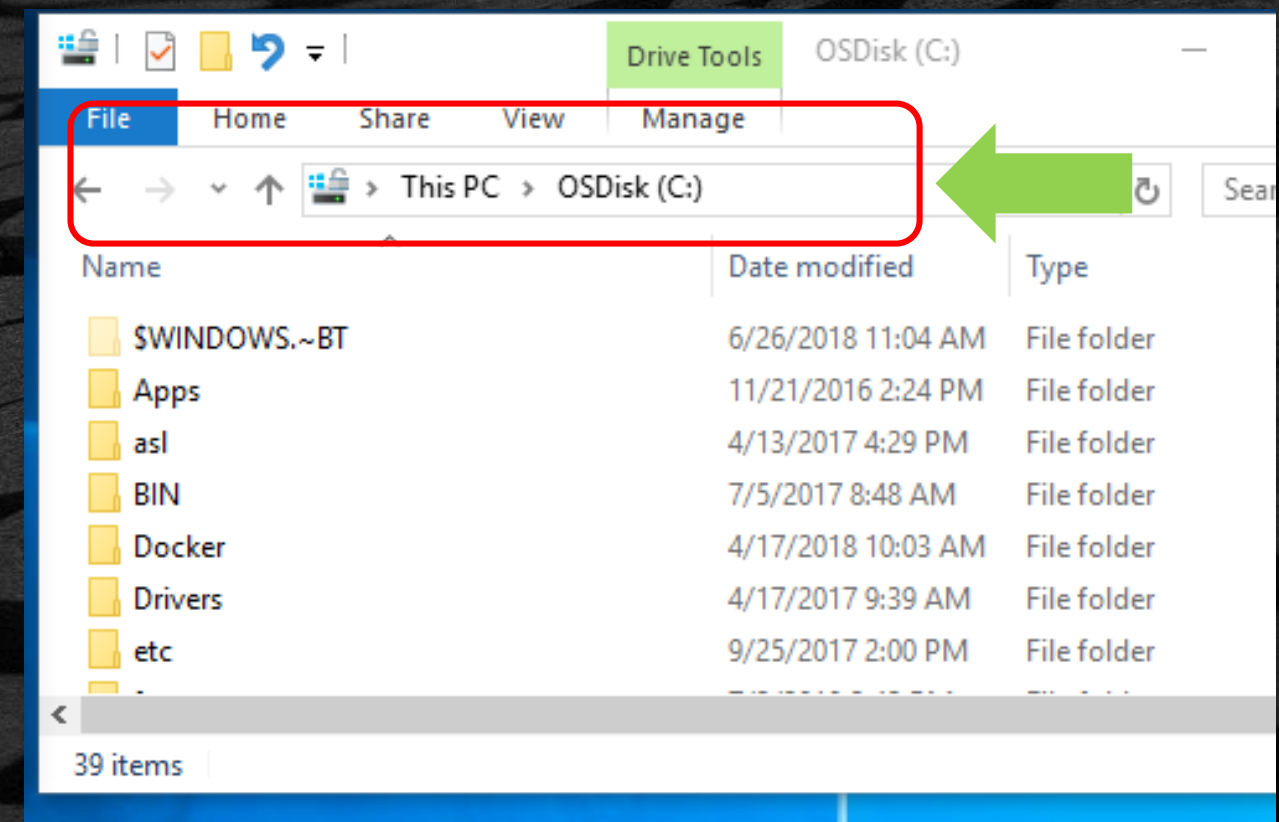 Drive Tools OSDisk (C:)
File Home Share View Manage
This PC > OSDisk (C:) Sear
Name Date modified Type
$WINDOWS.~BT 6/26/2018 11:04 AM File folder
Apps 11/21/2016 2:24 PM File folder
asl 4/13/2017 4:29 PM File folder
BIN 7/5/2017 8:48 AM File folder
Docker 4/17/2018 10:03 AM File folder
Drivers 4/17/2017 9:39 AM File folder
etc 9/25/2017 2:00 PM File folder
39 items